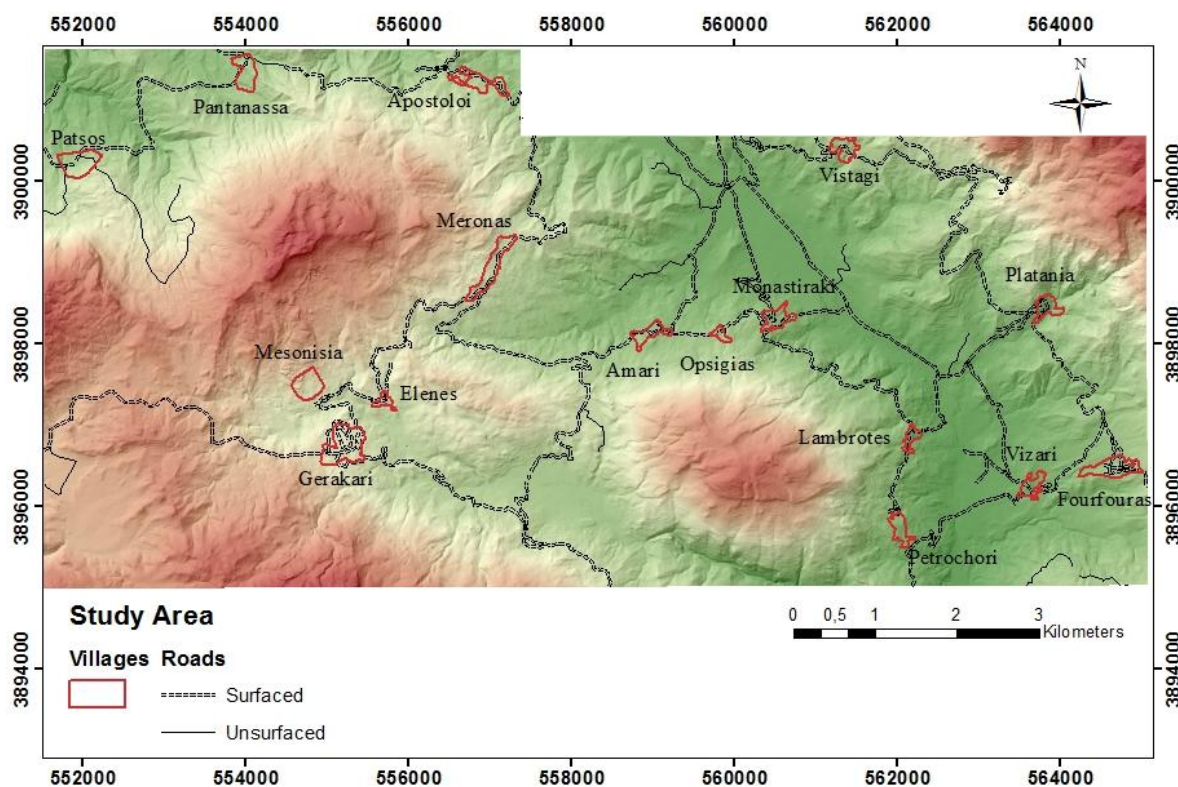 552000 554000 556000 558000 560000 562000 564000
N
Pantanassa
Apostoloi
Patsos
Vistagi
3900000
3900000
Meronas
Platania
Monastiraki
3898000
3898000
Mesonisia
Amari
Opsigias
Elenes
Lambrotes
Vizari
Gerakari
Fourfouras
3896000
3896000
Petrochori
Study Area
0 0,5 1 2 3
Kilometers
Villages Roads
Surfaced
Unsurfaced
3894000
3894000
552000 554000 556000 558000 560000 562000 564000